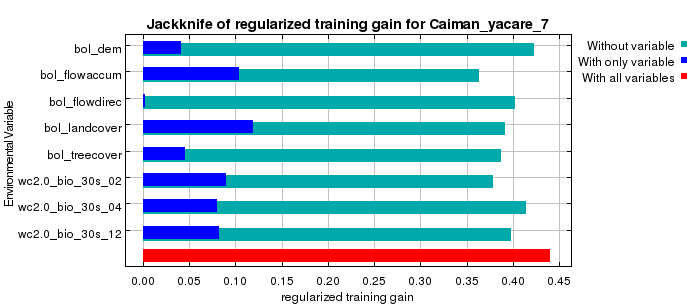 Jackknife of regularized training gain for Caiman_yacare_7
Environmental Variable
bol_dem
bol_flowaccum
bol_flowdirec
bol_landcover
bol_treecover
wc2.0_bio_30s_02
wc2.0_bio_30s_04
wc2.0_bio_30s_12
0.00 0.05 0.10 0.15 0.20 0.25 0.30 0.35 0.40 0.45
regularized training gain
Without variable
With only variable
With all variables